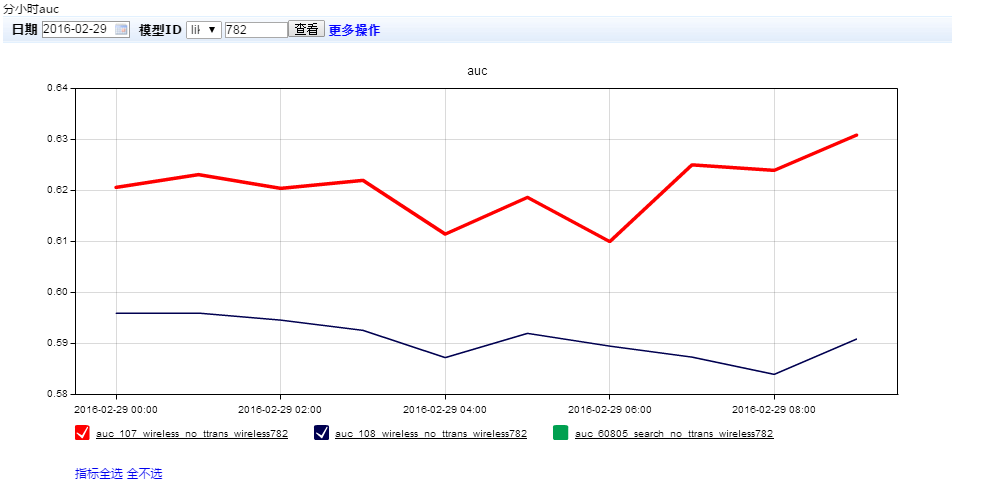 分小时auc
日期 2016-02-29 模型ID lil 782 查看 更多操作
auc
0.64
0.63
0.62
0.61
0.60
0.59
0.58
2016-02-29 00:00 2016-02-29 02:00 2016-02-29 04:00 2016-02-29 06:00 2016-02-29 08:00
auc_107_wireless_no_ttrans_wireless782 auc_108_wireless_no_ttrans_wireless782 auc_60805_search_no_ttrans_wireless782
指标全选 全不选